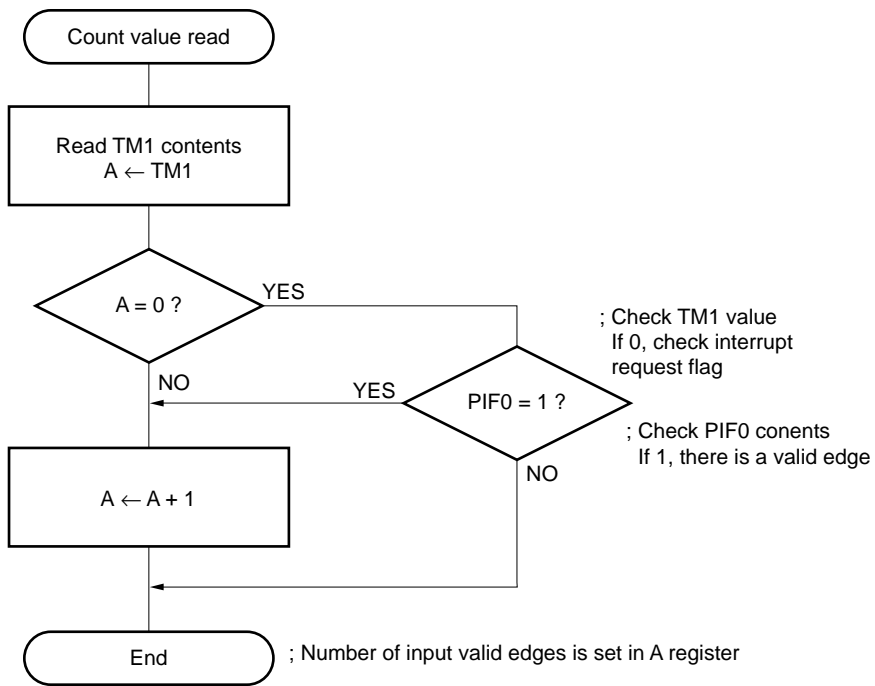 Count value read
Read TM1 contents
A ← TM1
A = 0 ?
YES
; Check TM1 value
If 0, check interrupt
request flag
NO
YES
PIF0 = 1 ?
; Check PIF0 conents
If 1, there is a valid edge
NO
A ← A + 1
End
; Number of input valid edges is set in A register